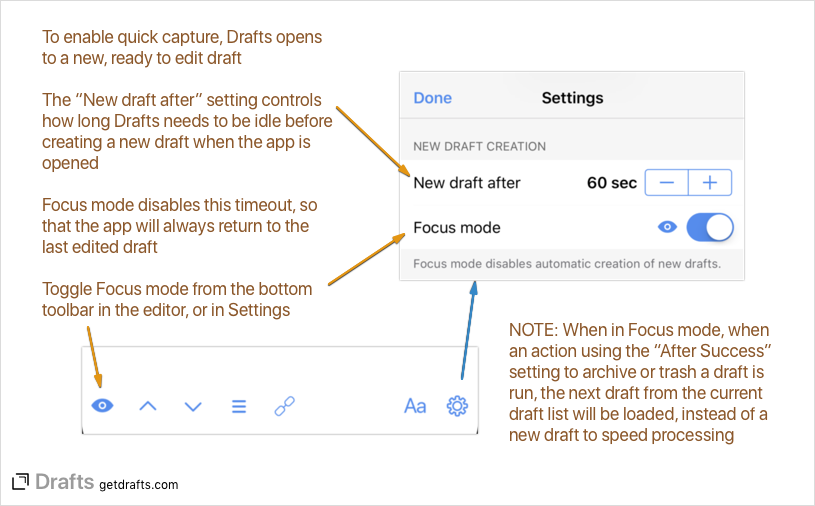 To enable quick capture, Drafts opens
to a new, ready to edit draft
The “New draft after” setting controls
how long Drafts needs to be idle before
creating a new draft when the app is
opened
Focus mode disables this timeout, so
that the app will always return to the
last edited draft
Toggle Focus mode from the bottom
toolbar in the editor, or in Settings
Done Settings
NEW DRAFT CREATION
New draft after 60 sec
Focus mode
Focus mode disables automatic creation of new drafts.
NOTE: When in Focus mode, when
an action using the “After Success”
setting to archive or trash a draft is
run, the next draft from the current
draft list will be loaded, instead of a
new draft to speed processing
Aa
Drafts getdrafts.com